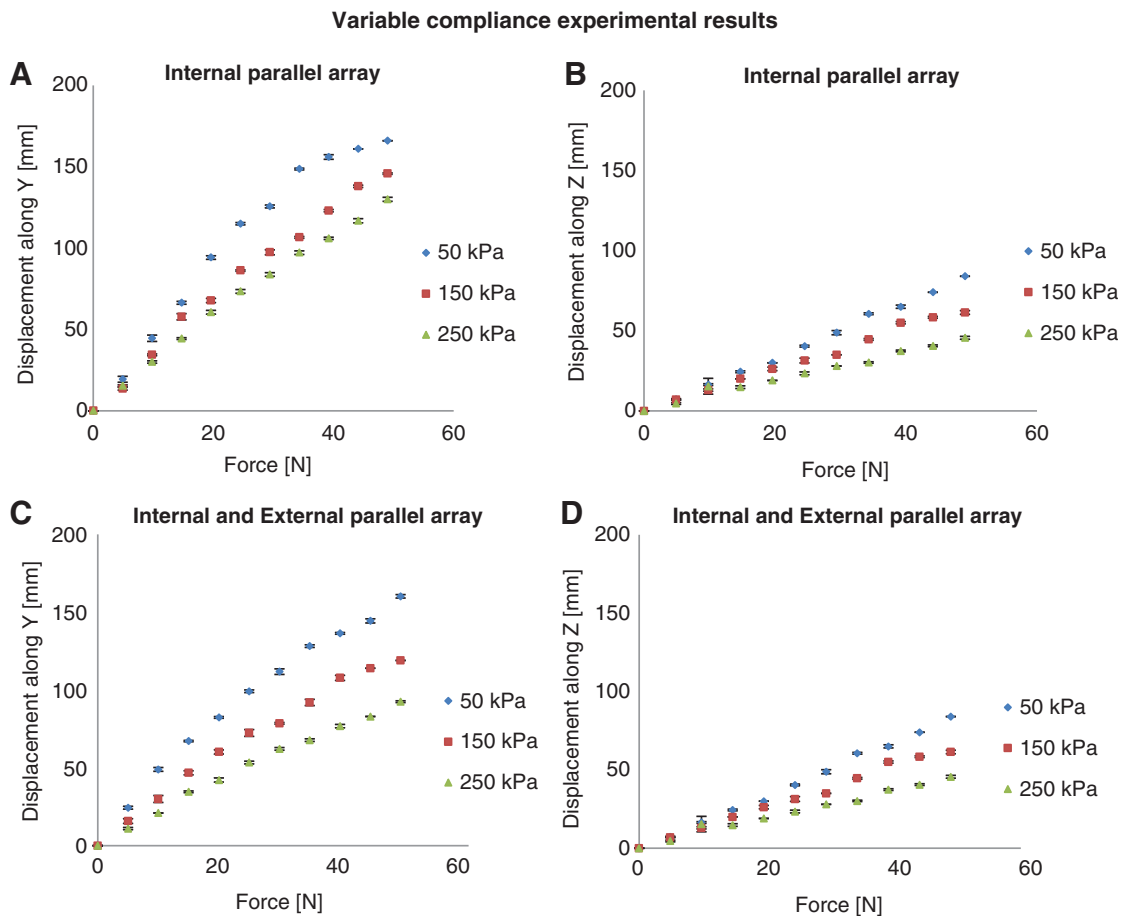 Variable compliance experimental results
A
Internal parallel array
Displacement along Y [mm]
200
150
100
50
0
0 20 40 60
Force [N]
50 kPa
150 kPa
250 kPa
B
Internal parallel array
Displacement along Z [mm]
200
150
100
50
0
0 20 40 60
Force [N]
50 kPa
150 kPa
250 kPa
C
Internal and External parallel array
Displacement along Y [mm]
200
150
100
50
0
0 20 40 60
Force [N]
50 kPa
150 kPa
250 kPa
D
Internal and External parallel array
Displacement along Z [mm]
200
150
100
50
0
0 20 40 60
Force [N]
50 kPa
150 kPa
250 kPa